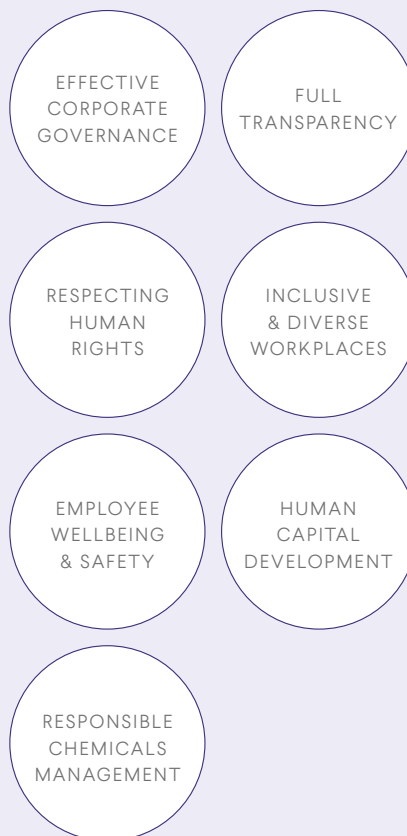 EFFECTIVE
CORPORATE
GOVERNANCE
FULL
TRANSPARENCY
RESPECTING
HUMAN
RIGHTS
INCLUSIVE
& DIVERSE
WORKPLACES
EMPLOYEE
WELLBEING
& SAFETY
HUMAN
CAPITAL
DEVELOPMENT
RESPONSIBLE
CHEMICALS
MANAGEMENT